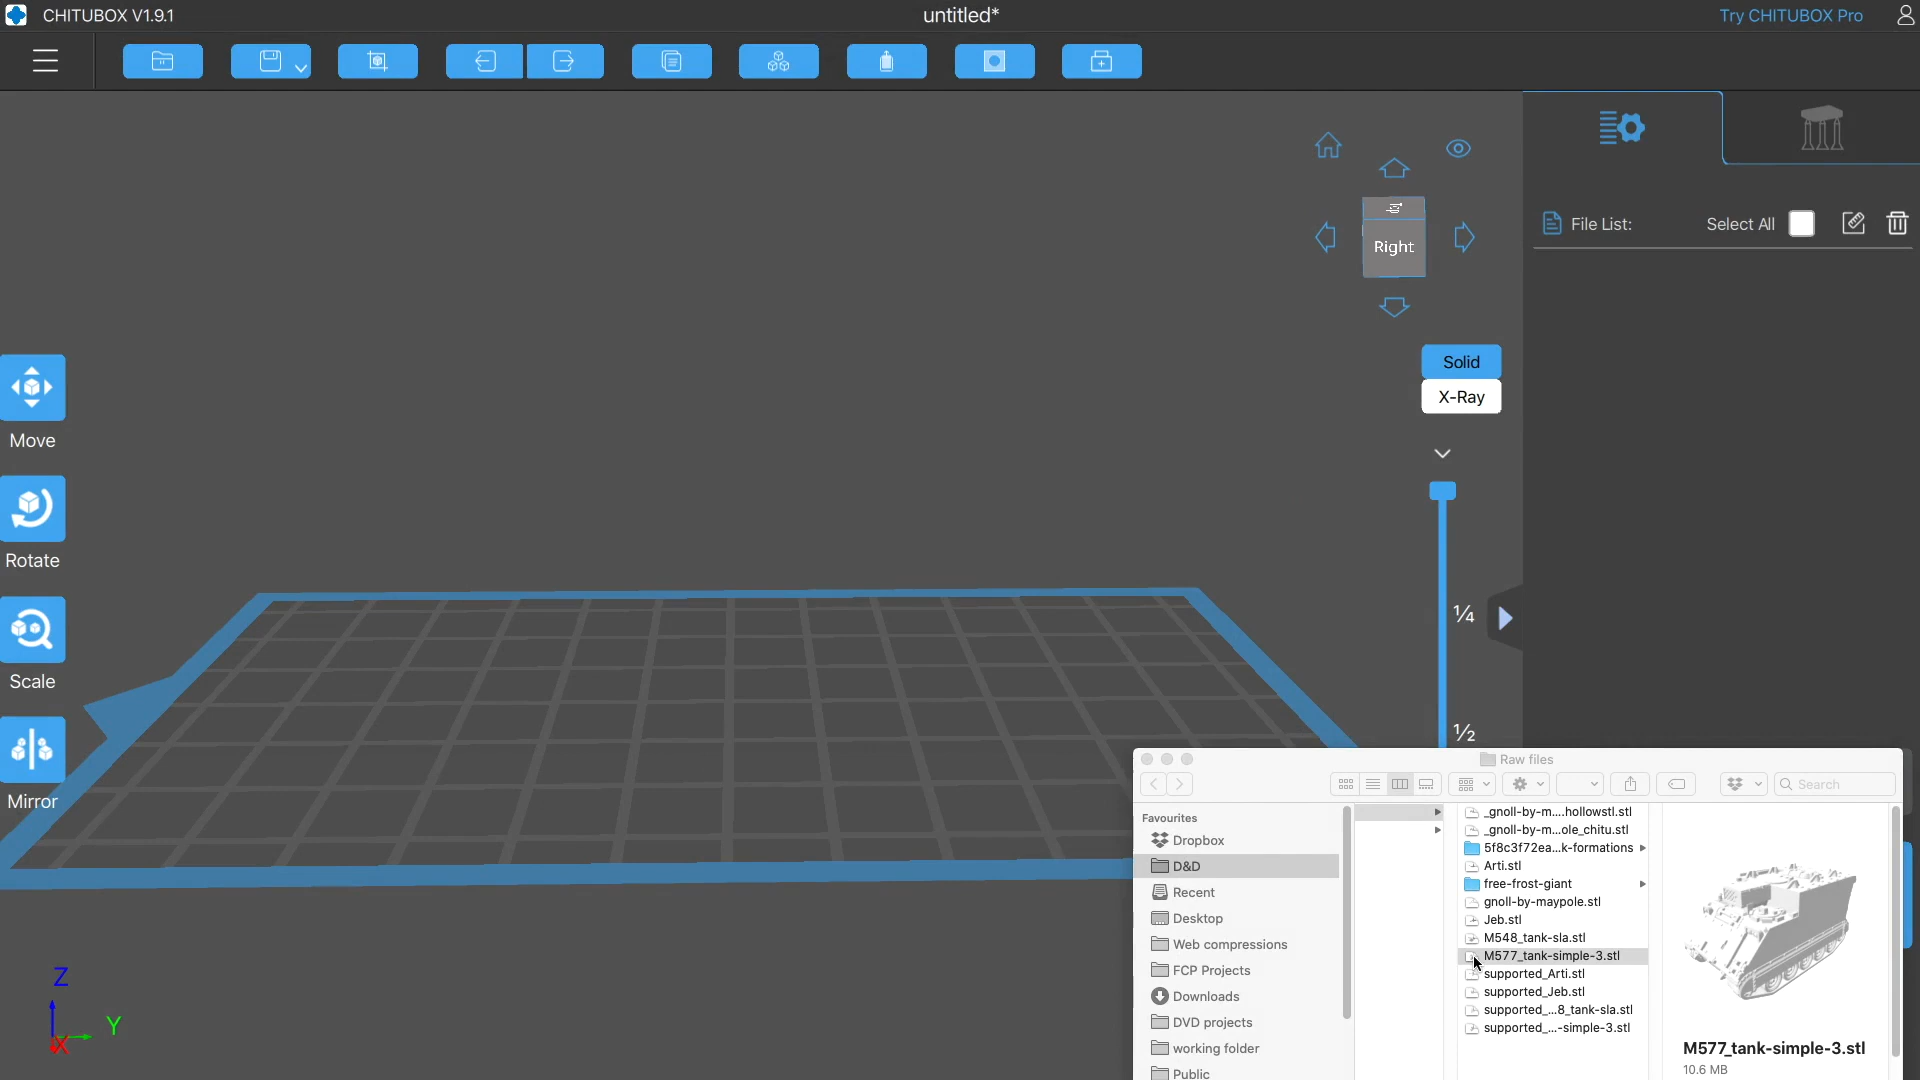 CHITUBOX V1.9.1
untitled*
Try CHITUBOX Pro
File List:
Select All
Right
Solid
X-Ray
Move
Rotate
Scale
Mirror
¼
½
Z
Y
X
Raw files
Search
Favourites
Dropbox
D&D
Recent
Desktop
Web compressions
FCP Projects
Downloads
DVD projects
working folder
Public
_gnoll-by-m....hollowstl.stl
_gnoll-by-m...ole_chitu.stl
5f8c3f72ea...k-formations
Arti.stl
free-frost-giant
gnoll-by-maypole.stl
Jeb.stl
M548_tank-sla.stl
M577_tank-simple-3.stl
supported_Arti.stl
supported_Jeb.stl
supported_...8_tank-sla.stl
supported_...-simple-3.stl
M577_tank-simple-3.stl
10.6 MB